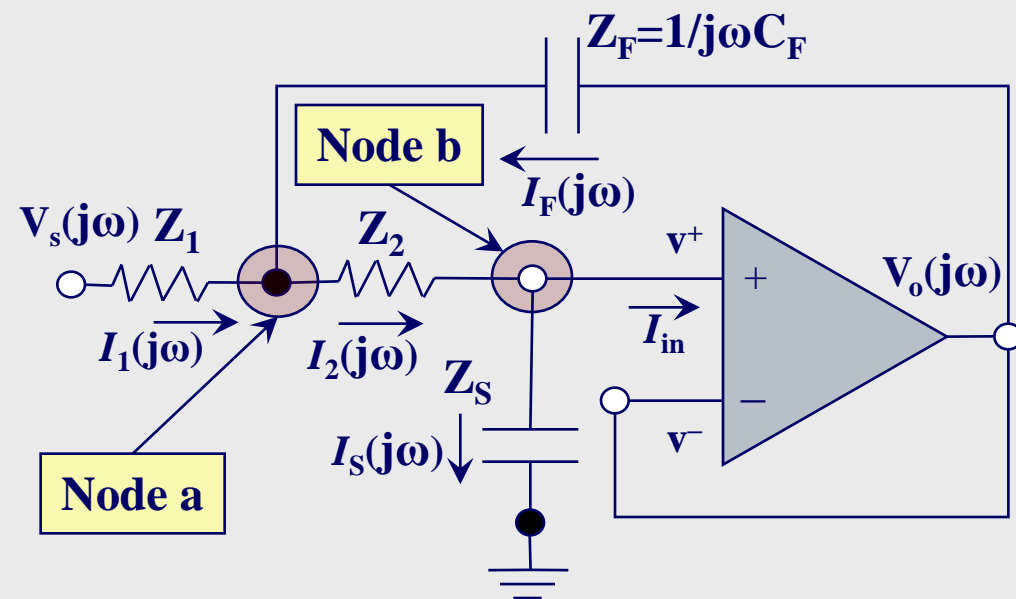 Z_F=1/jωC_F
Node b
I_F(jω)
V_s(jω) Z_1
Z_2
v^+
V_o(jω)
+
I_1(jω)
I_2(jω)
I_in
Z_S
−
v^−
I_S(jω)
Node a